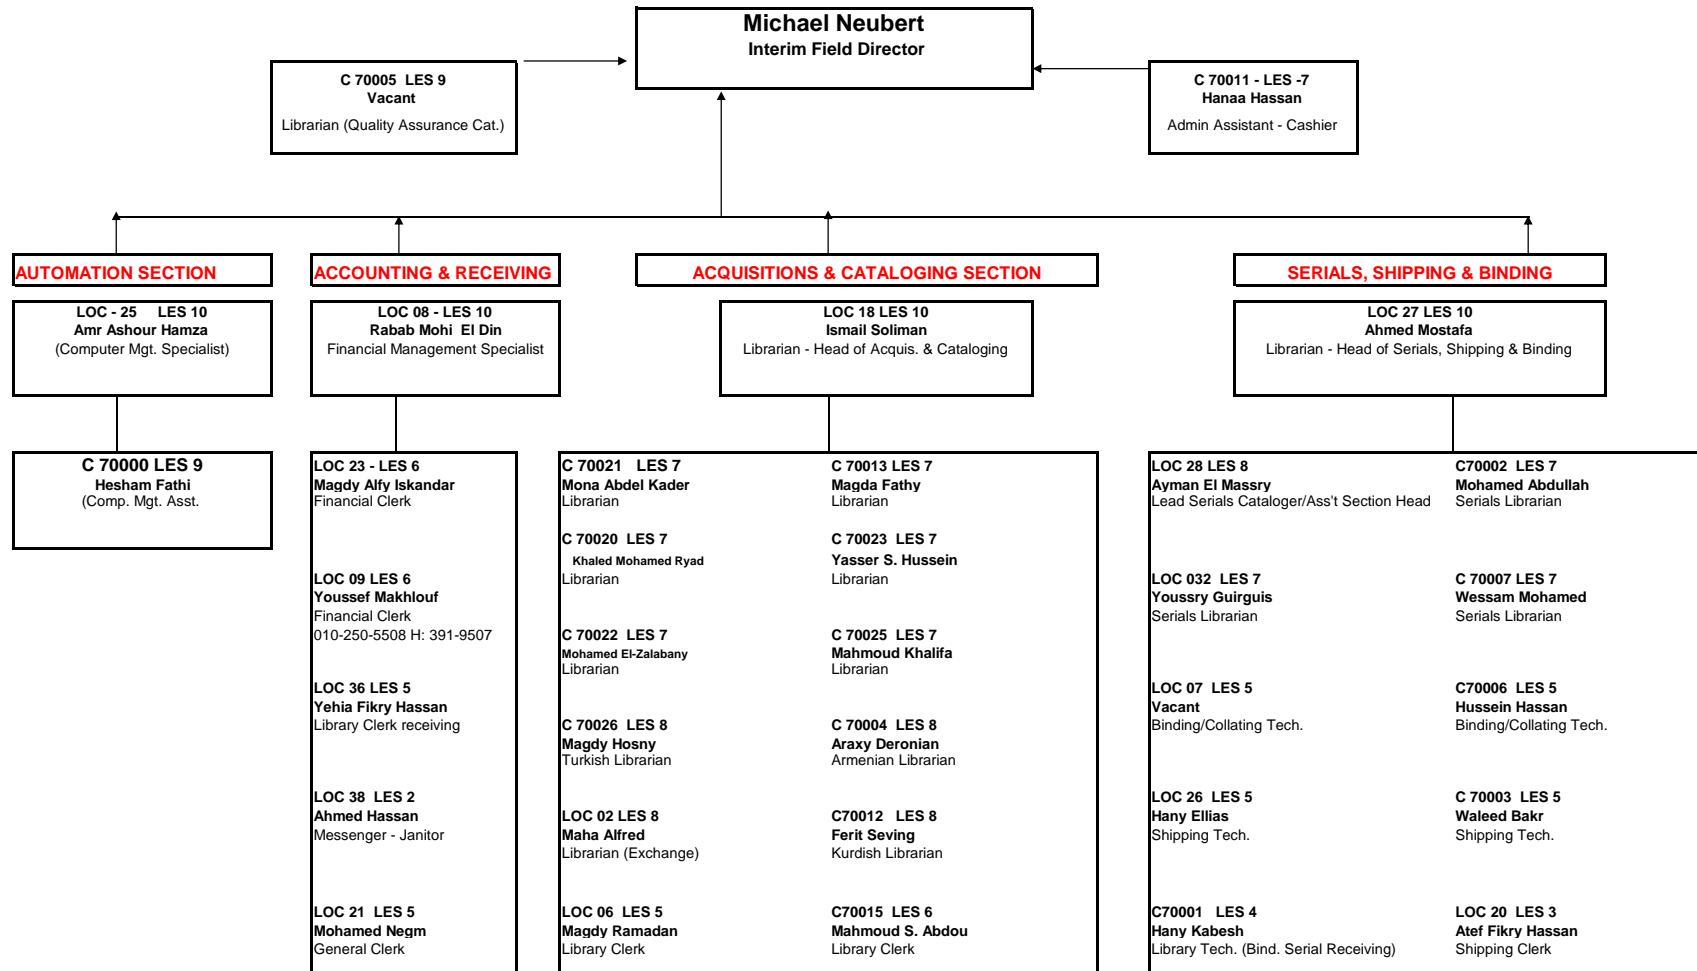 Michael Neubert
Interim Field Director
C 70005  LES 9
Vacant
Librarian (Quality Assurance Cat.)
C 70011 - LES -7
Hanaa Hassan
Admin Assistant - Cashier
AUTOMATION SECTION
ACCOUNTING & RECEIVING
ACQUISITIONS & CATALOGING SECTION
SERIALS, SHIPPING & BINDING
LOC - 25    LES 10
Amr Ashour Hamza
(Computer Mgt. Specialist)
LOC 08 - LES 10
Rabab Mohi  El Din
Financial Management Specialist
LOC 18 LES 10
Ismail Soliman
Librarian - Head of Acquis. & Cataloging
LOC 27 LES 10
Ahmed Mostafa
Librarian - Head of Serials, Shipping & Binding
C 70000 LES 9
Hesham Fathi
(Comp. Mgt. Asst.
LOC 23 - LES 6
Magdy Alfy Iskandar
Financial Clerk
LOC 09 LES 6
Youssef Makhlouf
Financial Clerk
010-250-5508 H: 391-9507
LOC 36 LES 5
Yehia Fikry Hassan
Library Clerk receiving
LOC 38  LES 2
Ahmed Hassan
Messenger - Janitor
LOC 21  LES 5
Mohamed Negm
General Clerk
C 70021   LES 7
Mona Abdel Kader
Librarian
C 70020  LES 7
Khaled Mohamed Ryad
Librarian
C 70022  LES 7
Mohamed El-Zalabany
Librarian
C 70026  LES 8
Magdy Hosny
Turkish Librarian
LOC 02 LES 8
Maha Alfred
Librarian (Exchange)
LOC 06  LES 5
Magdy Ramadan
Library Clerk
C 70013 LES 7
Magda Fathy
Librarian
C 70023  LES 7
Yasser S. Hussein
Librarian
C 70025  LES 7
Mahmoud Khalifa
Librarian
C 70004  LES 8
Araxy Deronian
Armenian Librarian
C70012   LES 8
Ferit Seving
Kurdish Librarian
C70015  LES 6
Mahmoud S. Abdou
Library Clerk
LOC 28 LES 8
Ayman El Massry
Lead Serials Cataloger/Ass't Section Head
LOC 032  LES 7
Youssry Guirguis
Serials Librarian
LOC 07  LES 5
Vacant
Binding/Collating Tech.
LOC 26  LES 5
Hany Ellias
Shipping Tech.
C70001   LES 4
Hany Kabesh
Library Tech. (Bind. Serial Receiving)
C70002  LES 7
Mohamed Abdullah
Serials Librarian
C 70007 LES 7
Wessam Mohamed
Serials Librarian
C70006  LES 5
Hussein Hassan
Binding/Collating Tech.
C 70003  LES 5
Waleed Bakr
Shipping Tech.
LOC 20  LES 3
Atef Fikry Hassan
Shipping Clerk